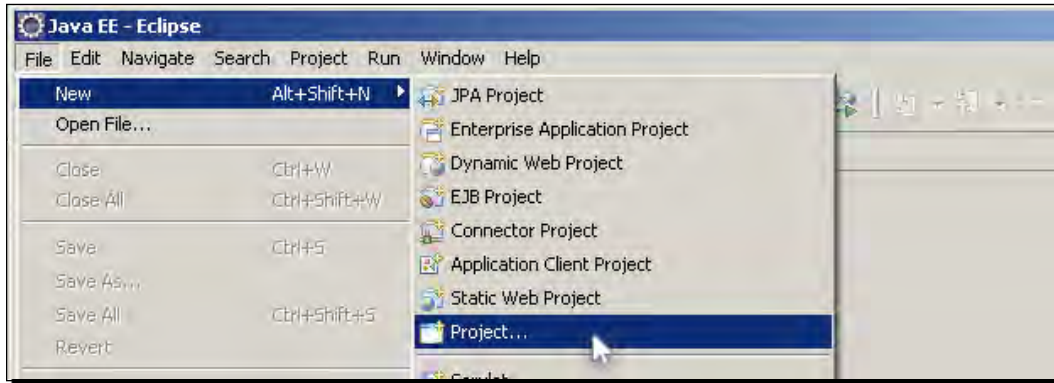 Java EE - Eclipse
File Edit Navigate Search Project Run Window Help
New Alt+Shift+N
Open File...
Close Ctrl+W
Close All Ctrl+Shift+W
Save Ctrl+S
Save As...
Save All Ctrl+Shift+S
Revert
JPA Project
Enterprise Application Project
Dynamic Web Project
EJB Project
Connector Project
Application Client Project
Static Web Project
Project...